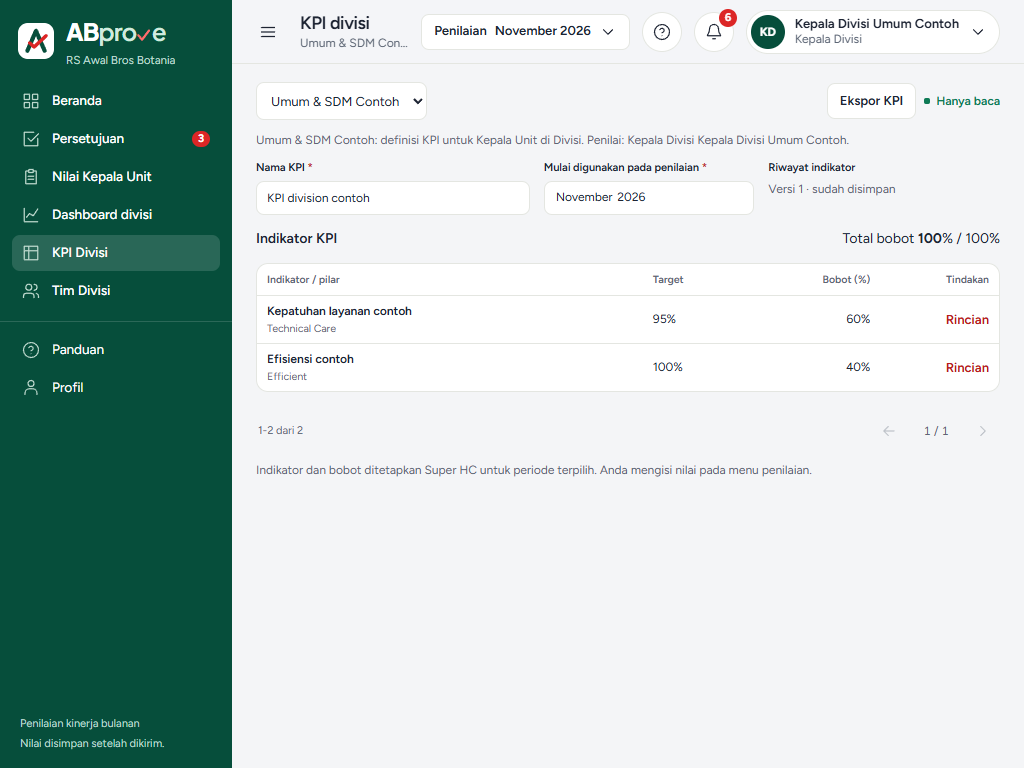 ABprove
RS Awal Bros Botania
Beranda
Persetujuan 3
Nilai Kepala Unit
Dashboard divisi
KPI Divisi
Tim Divisi
Panduan
Profil
Penilaian kinerja bulanan
Nilai disimpan setelah dikirim.
KPI divisi
Umum & SDM Con...
Penilaian November 2026
6
KD
Kepala Divisi Umum Contoh
Kepala Divisi
Umum & SDM Contoh
Ekspor KPI
Hanya baca
Umum & SDM Contoh: definisi KPI untuk Kepala Unit di Divisi. Penilai: Kepala Divisi Kepala Divisi Umum Contoh.
Nama KPI * Mulai digunakan pada penilaian * Riwayat indikator
KPI division contoh November 2026 Versi 1 · sudah disimpan
Indikator KPI Total bobot 100% / 100%
Indikator / pilar Target Bobot (%) Tindakan
Kepatuhan layanan contoh
Technical Care 95% 60% Rincian
Efisiensi contoh
Efficient 100% 40% Rincian
1-2 dari 2 1 / 1
Indikator dan bobot ditetapkan Super HC untuk periode terpilih. Anda mengisi nilai pada menu penilaian.